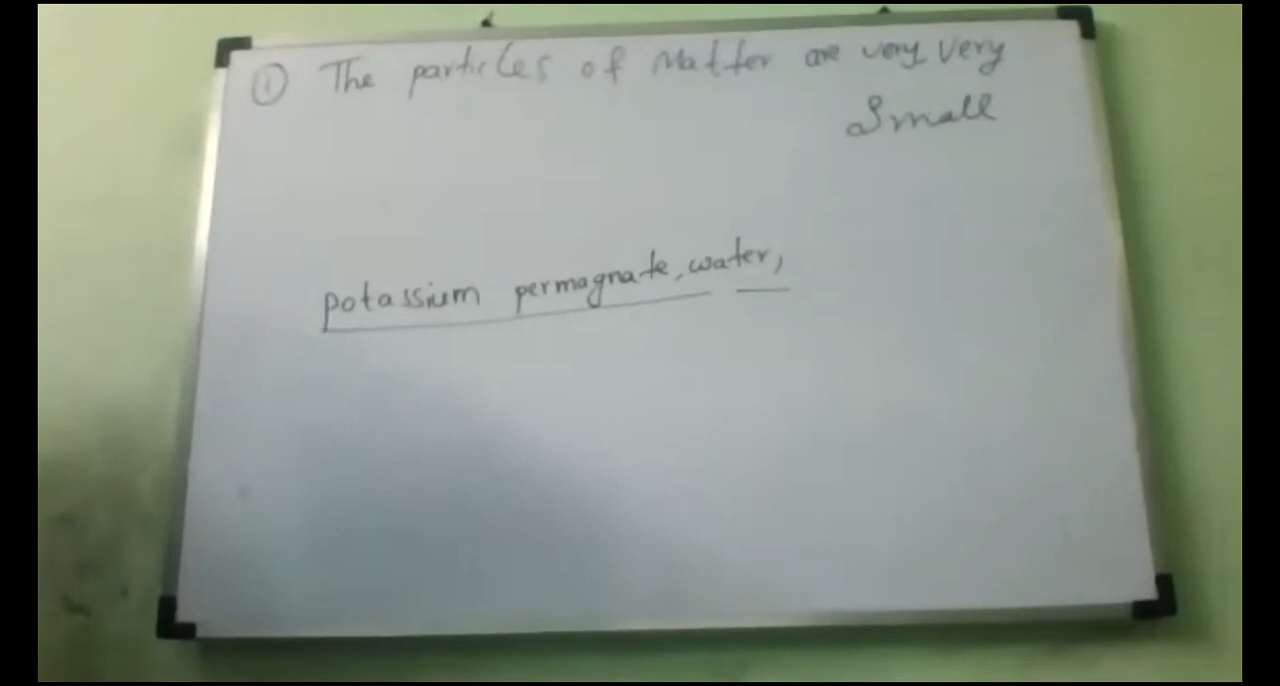 ① The particles of Matter are very very
Small
potassium permagnate, water,